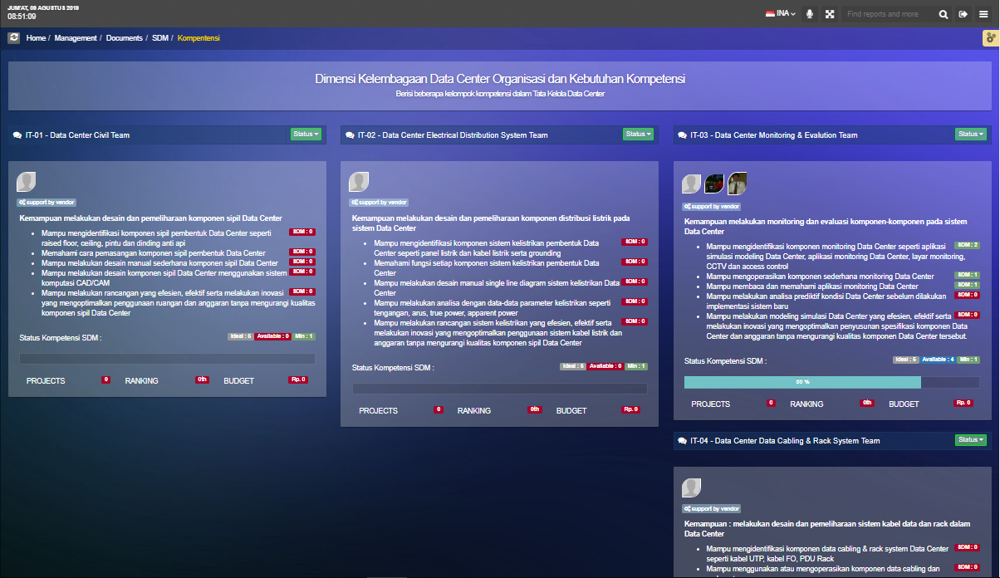 JUM'AT, 09 AGUSTUS 2019
08:51:09
INA
Find reports and more
Home / Management / Documents / SDM / Kompentensi
Dimensi Kelembagaan Data Center Organisasi dan Kebutuhan Kompetensi
Berisi beberapa kelompok kompetensi dalam Tata Kelola Data Center
IT-01 - Data Center Civil Team
Status
support by vendor
Kemampuan melakukan desain dan pemeliharaan komponen sipil Data Center
Mampu mengidentifikasi komponen sipil pembentuk Data Center seperti SDM : 0
raised floor, ceiling, pintu dan dinding anti api
Memahami cara pemasangan komponen sipil pembentuk Data Center SDM : 0
Mampu melakukan desain manual sederhana komponen sipil Data Center SDM : 0
Mampu melakukan desain komponen sipil Data Center menggunakan sistem SDM : 0
komputasi CAD/CAM
Mampu melakukan rancangan yang efesien, efektif serta melakukan inovasi SDM : 0
yang mengoptimalkan penggunaan ruangan dan anggaran tanpa mengurangi kualitas
komponen sipil Data Center
Status Kompetensi SDM : Ideal : 5 Available : 0 Min : 1
PROJECTS 0 RANKING 0th BUDGET Rp. 0
IT-02 - Data Center Electrical Distribution System Team
Status
support by vendor
Kemampuan melakukan desain dan pemeliharaan komponen distribusi listrik pada
sistem Data Center
Mampu mengidentifikasi komponen sistem kelistrikan pembentuk Data SDM : 0
Center seperti panel listrik dan kabel listrik serta grounding
Memahami fungsi setiap komponen sistem kelistrikan pembentuk Data SDM : 0
Center
Mampu melakukan desain manual single line diagram sistem kelistrikan Data SDM : 0
Center
Mampu melakukan analisa dengan data-data parameter kelistrikan seperti SDM : 0
tengangan, arus, true power, apparent power
Mampu melakukan rancangan sistem kelistrikan yang efesien, efektif serta SDM : 0
melakukan inovasi yang mengoptimalkan penggunaan sistem kabel listrik dan
anggaran tanpa mengurangi kualitas komponen sipil Data Center
Status Kompetensi SDM : Ideal : 5 Available : 0 Min : 1
PROJECTS 0 RANKING 0th BUDGET Rp. 0
IT-03 - Data Center Monitoring & Evalution Team
Status
support by vendor
Kemampuan melakukan monitoring dan evaluasi komponen-komponen pada sistem
Data Center
Mampu mengidentifikasi komponen monitoring Data Center seperti aplikasi SDM : 2
simulasi modeling Data Center, aplikasi monitoring Data Center, layar monitoring,
CCTV dan access control
Mampu mengoperasikan komponen sederhana monitoring Data Center SDM : 1
Mampu membaca dan memahami aplikasi monitoring Data Center SDM : 1
Mampu melakukan analisa prediktif kondisi Data Center sebelum dilakukan SDM : 0
implementasi sistem baru
Mampu melakukan modeling simulasi Data Center yang efesien, efektif serta SDM : 0
melakukan inovasi yang mengoptimalkan penyusunan spesifikasi komponen Data
Center dan anggaran tanpa mengurangi kualitas komponen Data Center tersebut.
Status Kompetensi SDM : Ideal : 5 Available : 4 Min : 1
80 %
PROJECTS 0 RANKING 0th BUDGET Rp. 0
IT-04 - Data Center Data Cabling & Rack System Team
Status
support by vendor
Kemampuan : melakukan desain dan pemeliharaan sistem kabel data dan rack dalam
Data Center
Mampu mengidentifikasi komponen data cabling & rack system Data Center SDM : 0
seperti kabel UTP, kabel FO, PDU Rack
Mampu menggunakan atau mengoperasikan komponen data cabling dan SDM : 0